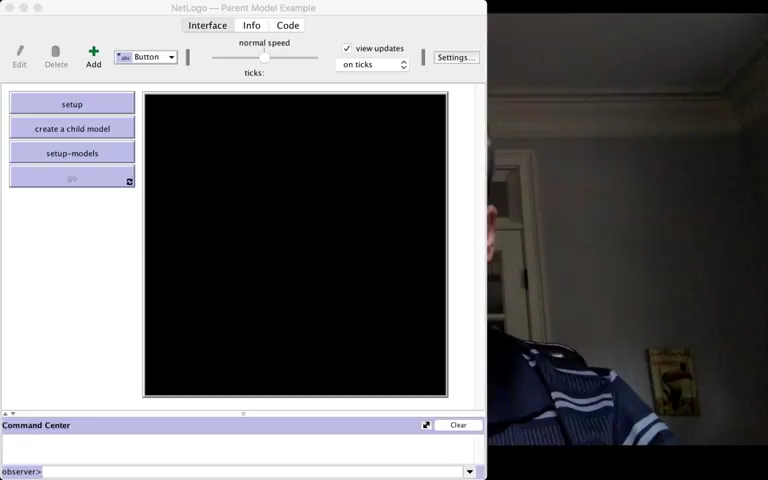 NetLogo — Parent Model Example
Interface Info Code
Edit Delete Add abc Button normal speed ticks: view updates on ticks Settings...
setup
create a child model
setup-models
go
Command Center Clear
observer>